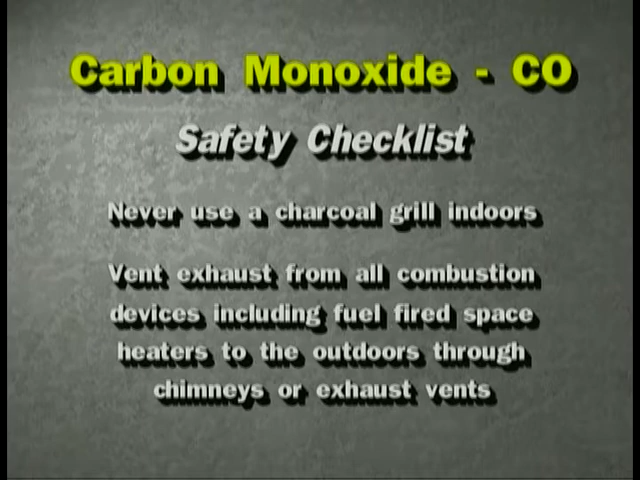 Carbon Monoxide - CO
Safety Checklist
Never use a charcoal grill indoors
Vent exhaust from all combustion
devices including fuel fired space
heaters to the outdoors through
chimneys or exhaust vents